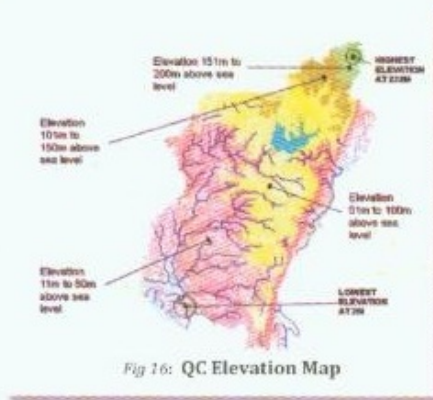 Elevation 151m to
200m above sea
level
HIGHEST
ELEVATION
Elevation
101m to
150m above
sea level
Elevation
51m to 100m
above sea
level
Elevation
11m to 50m
above sea
level
LOWEST
ELEVATION
Fig 16: QC Elevation Map